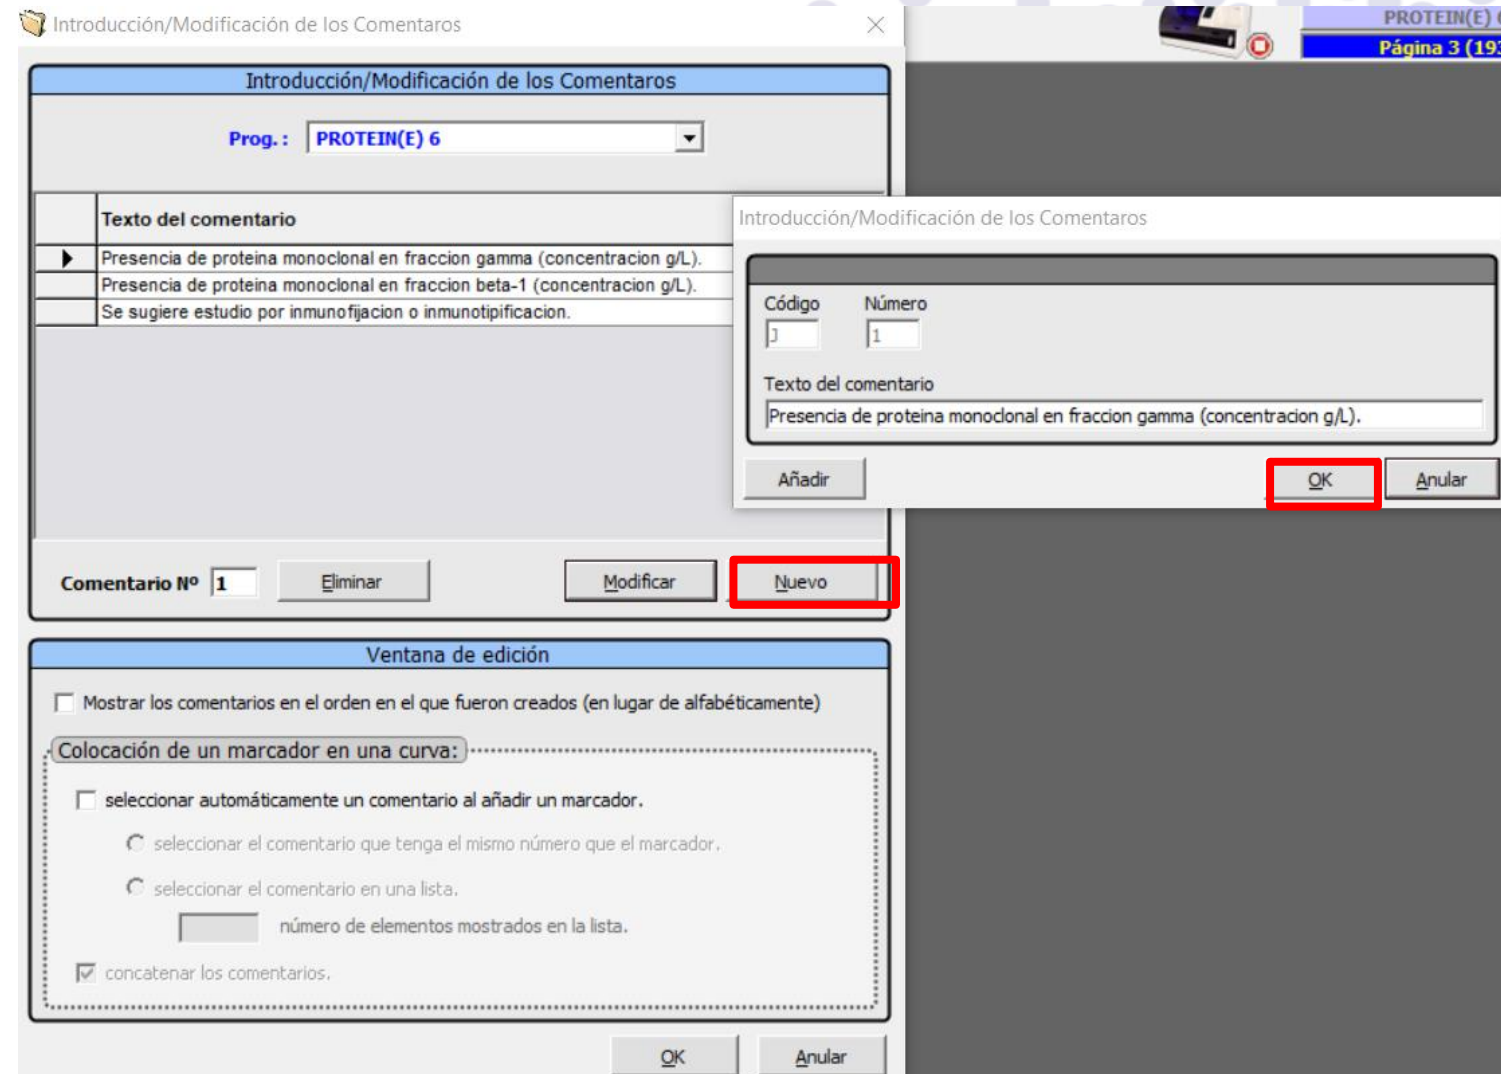 Introducción/Modificación de los Comentaros
PROTEIN(E)
Página 3 (193
Introducción/Modificación de los Comentaros
Prog. : PROTEIN(E) 6
Texto del comentario
Presencia de proteina monoclonal en fraccion gamma (concentracion g/L).
Presencia de proteina monoclonal en fraccion beta-1 (concentracion g/L).
Se sugiere estudio por inmunofijacion o inmunotipificacion.
Comentario Nº 1 Eliminar Modificar Nuevo
Introducción/Modificación de los Comentaros
Código Número
J 1
Texto del comentario
Presencia de proteina monoclonal en fraccion gamma (concentracion g/L).
Añadir OK Anular
Ventana de edición
Mostrar los comentarios en el orden en el que fueron creados (en lugar de alfabéticamente)
Colocación de un marcador en una curva:
seleccionar automáticamente un comentario al añadir un marcador.
seleccionar el comentario que tenga el mismo número que el marcador.
seleccionar el comentario en una lista.
número de elementos mostrados en la lista.
concatenar los comentarios.
OK Anular